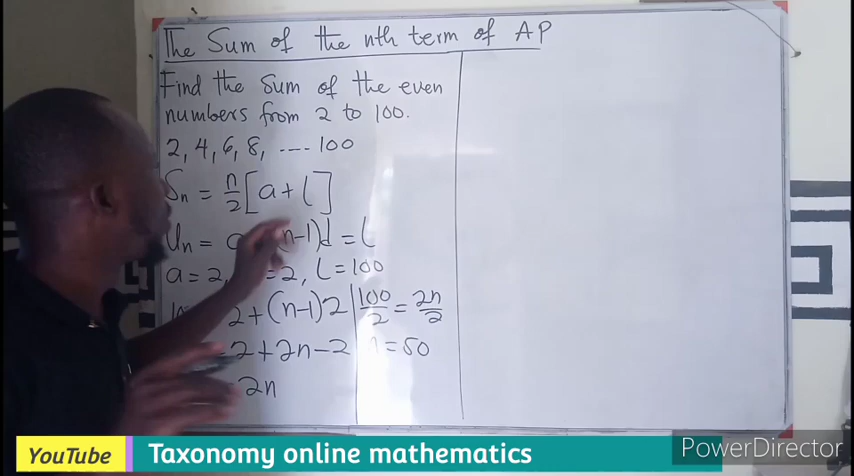 The Sum of the nth term of AP
Find the Sum of the even
numbers from 2 to 100.
2, 4, 6, 8, ---- 100
Sn = n/2 [a + l]
Un = (n-1)d = l
a = 2, = 2, l = 100
2 + (n-1)2
2 + 2n - 2
2n
100/2 = 2n/2
= 50
YouTube Taxonomy online mathematics
PowerDirector